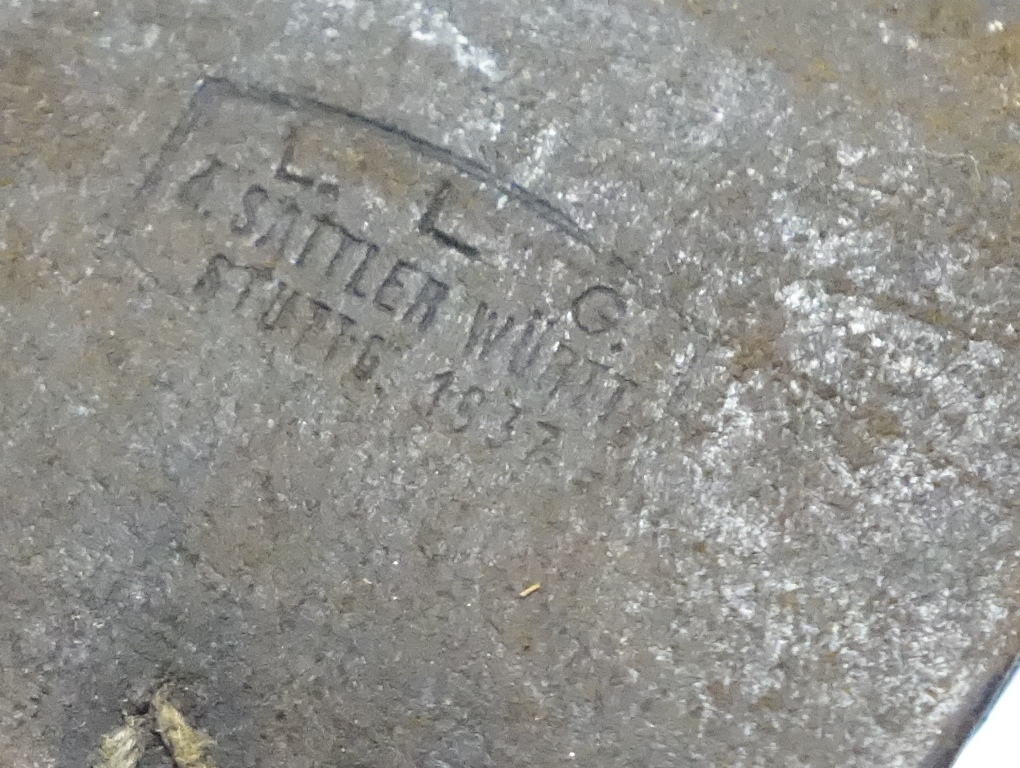 L. L G.
d. SATTLER WÜRTT.
STUTTG. 1937